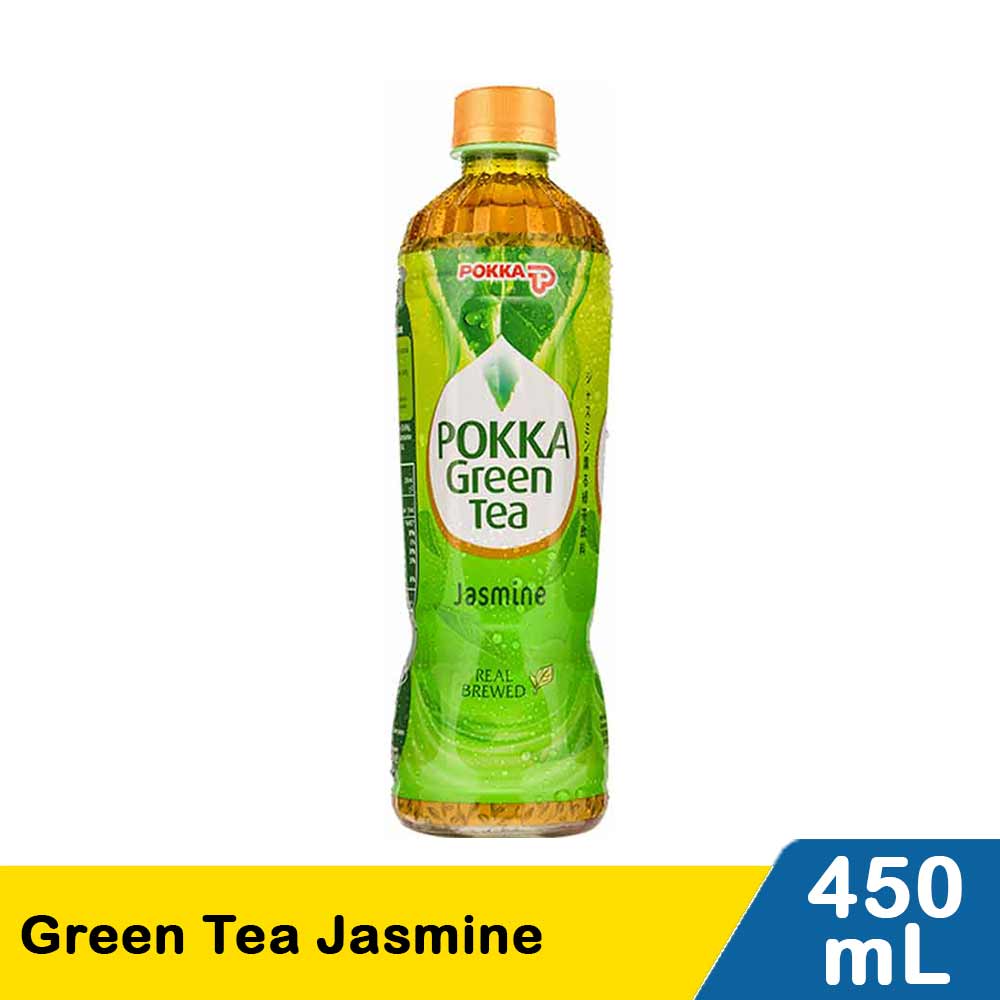 POKKA
POKKA
Green
Tea
Jasmine
REAL
BREWED
Green Tea Jasmine
450
mL